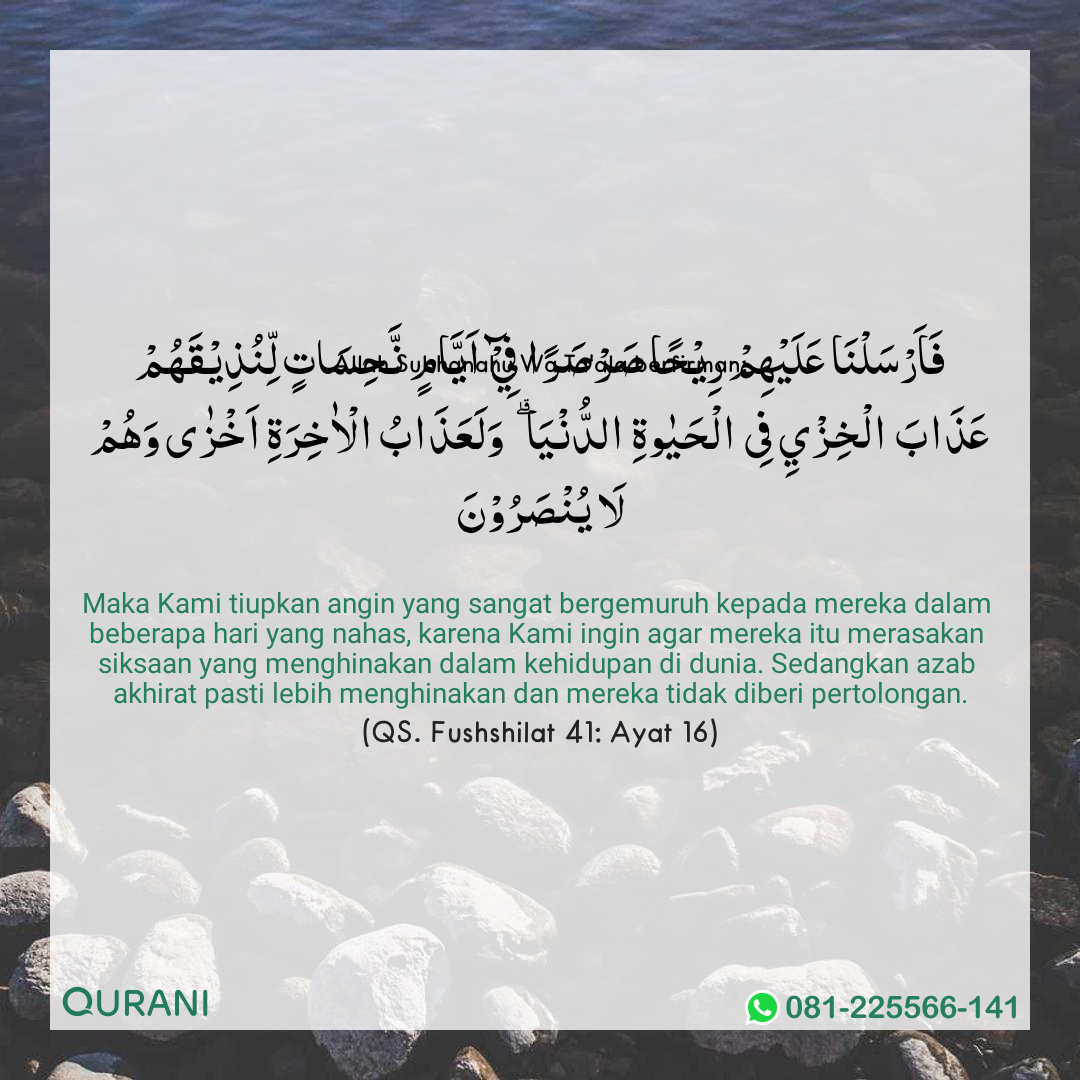 Allah Subhanahu Wa Ta'ala berfirman:
فَاَرْسَلْنَا عَلَيْهِمْ رِيْحًا صَرْصَرًا فِيْٓ اَيَّامٍ نَّحِسَاتٍ لِّنُذِيْقَهُمْ
عَذَابَ الْخِزْيِ فِى الْحَيٰوةِ الدُّنْيَا ۗ وَلَعَذَابُ الْاٰخِرَةِ اَخْزٰى وَهُمْ
لَا يُنْصَرُوْنَ
Maka Kami tiupkan angin yang sangat bergemuruh kepada mereka dalam
beberapa hari yang nahas, karena Kami ingin agar mereka itu merasakan
siksaan yang menghinakan dalam kehidupan di dunia. Sedangkan azab
akhirat pasti lebih menghinakan dan mereka tidak diberi pertolongan.
(QS. Fushshilat 41: Ayat 16)
QURANI
081-225566-141